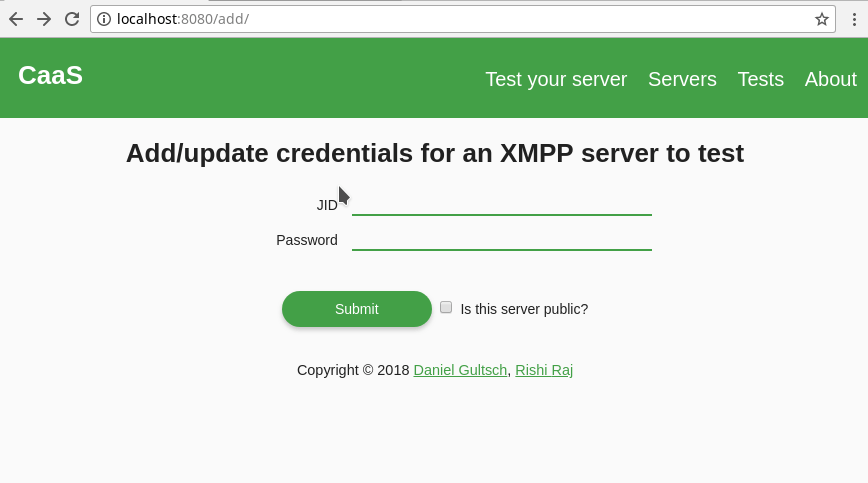 localhost:8080/add/
CaaS
Test your server Servers Tests About
Add/update credentials for an XMPP server to test
JID
Password
Submit Is this server public?
Copyright © 2018 Daniel Gultsch, Rishi Raj